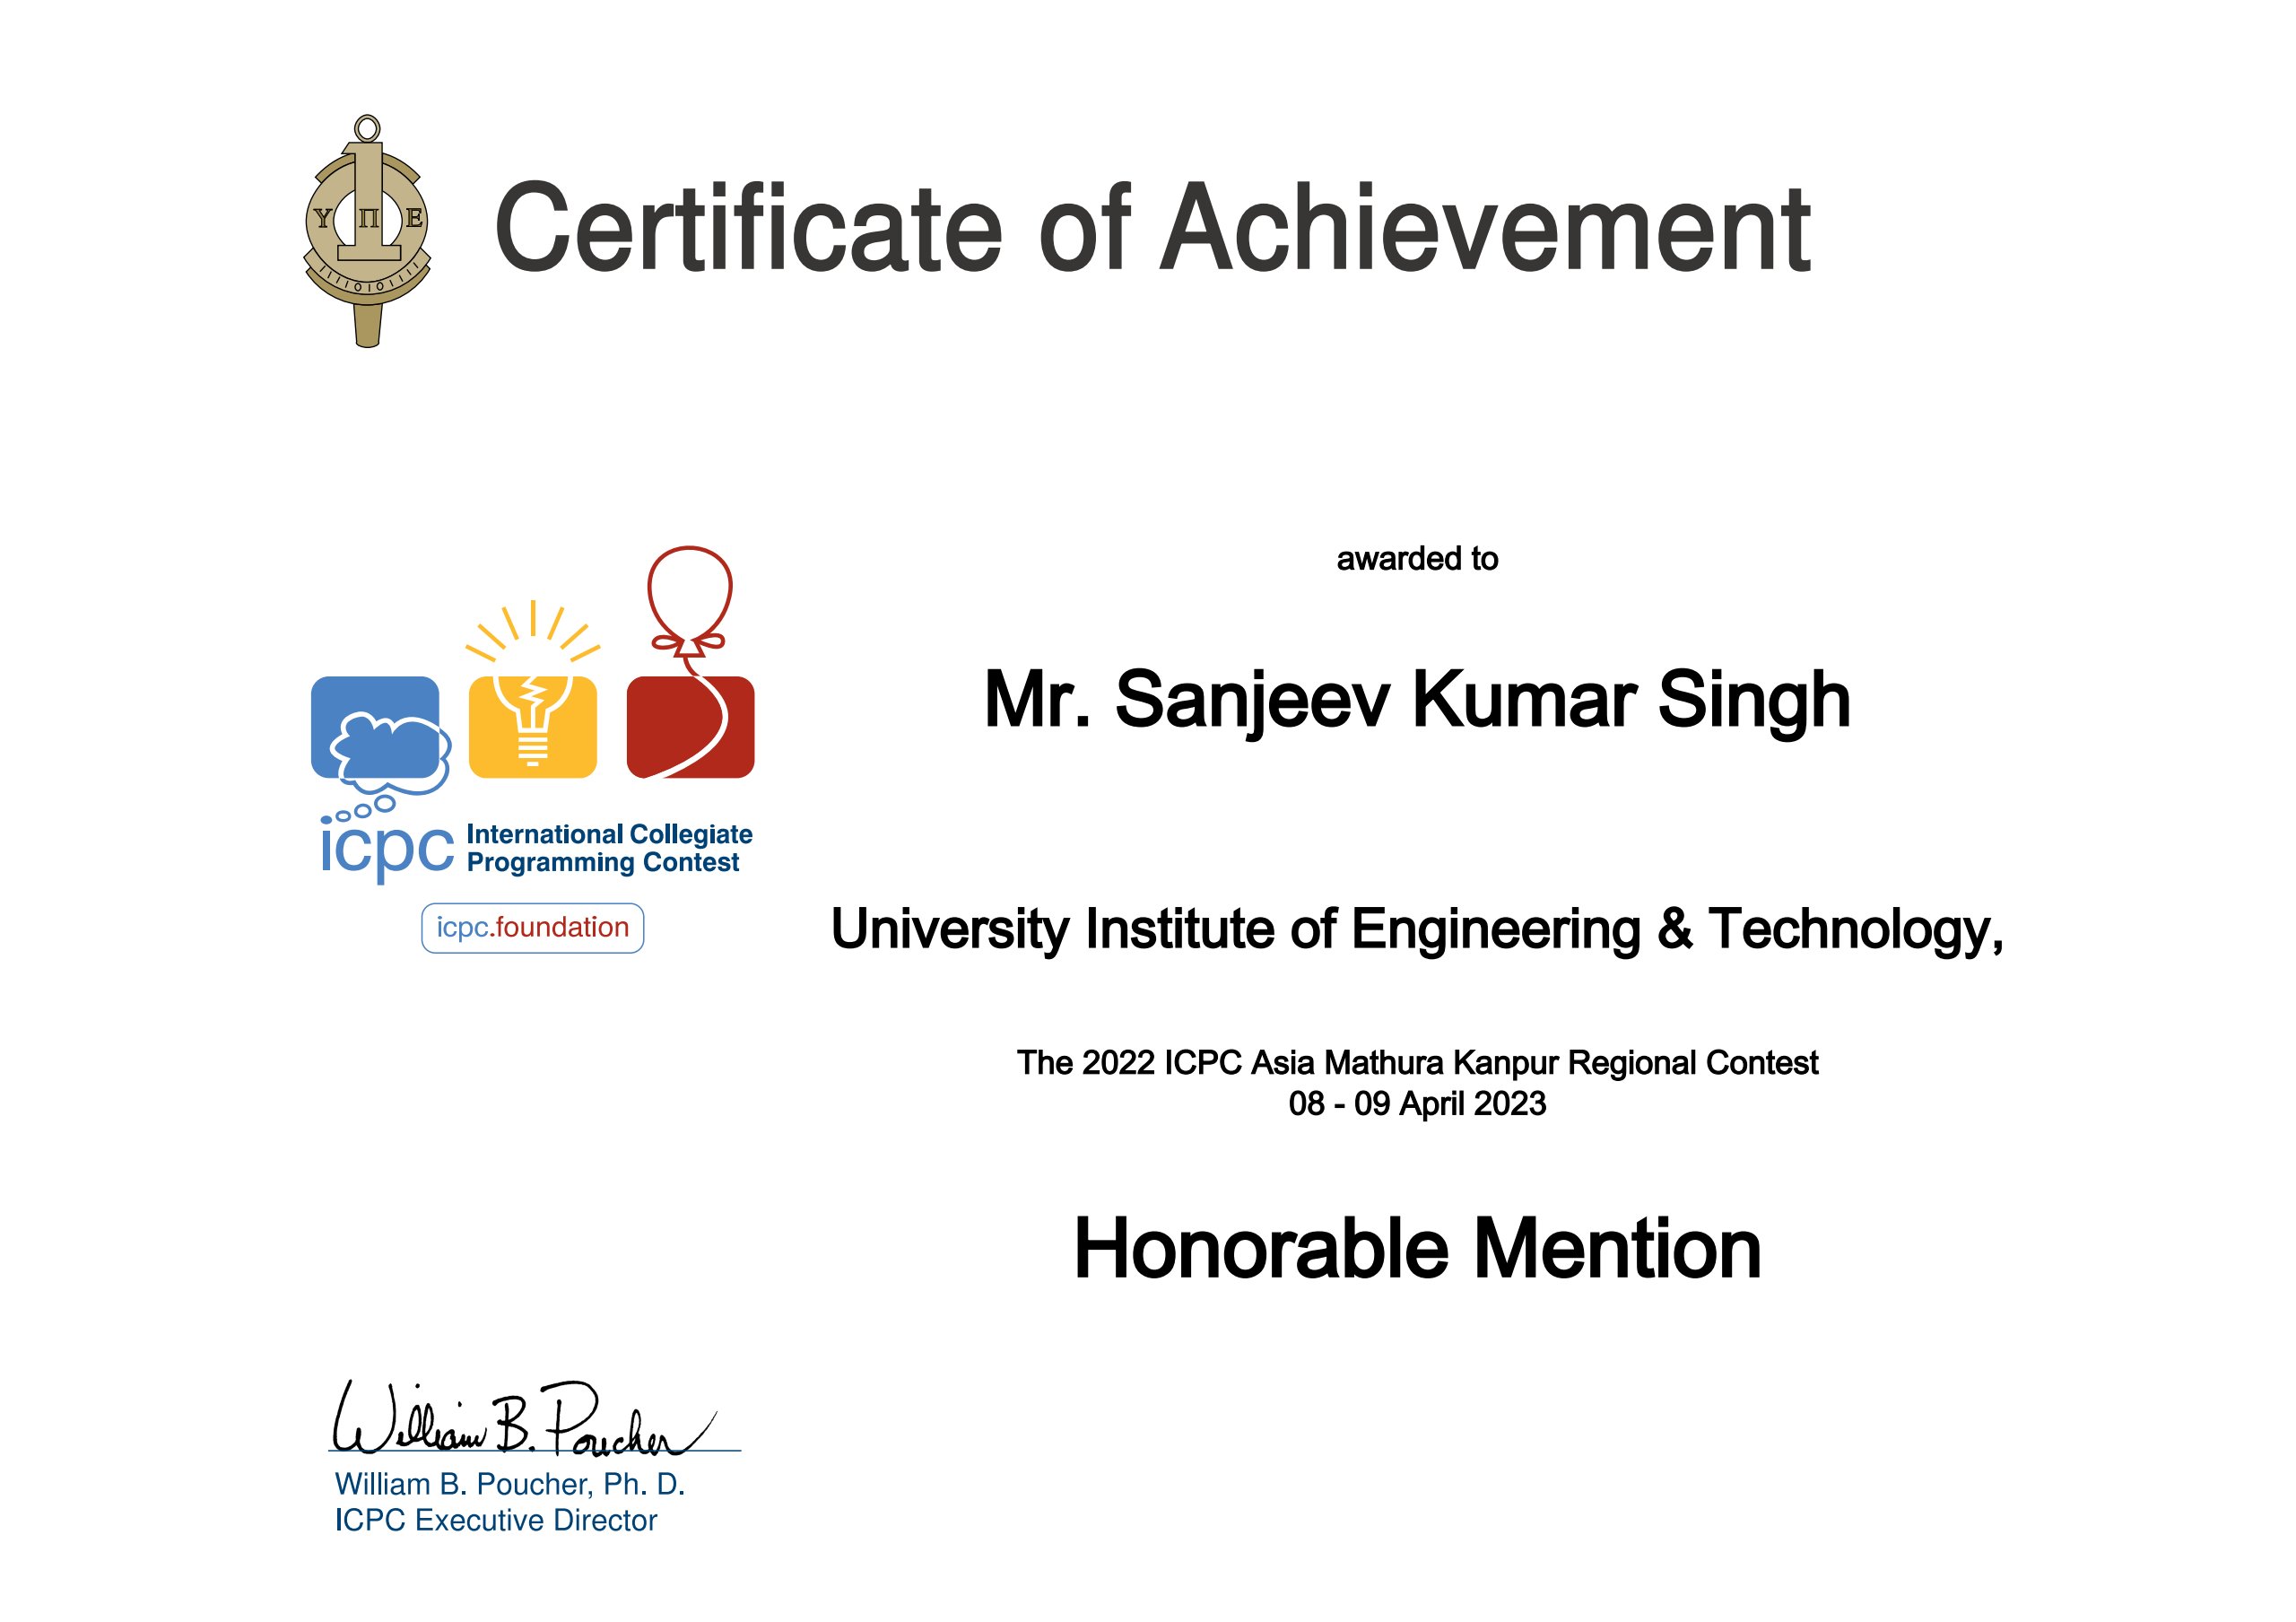 Certificate of Achievement
ΥΠΕ
awarded to
Mr. Sanjeev Kumar Singh
icpc International Collegiate
Programming Contest
icpc.foundation
University Institute of Engineering & Technology,
The 2022 ICPC Asia Mathura Kanpur Regional Contest
08 - 09 April 2023
Honorable Mention
William B. Poucher
William B. Poucher, Ph. D.
ICPC Executive Director